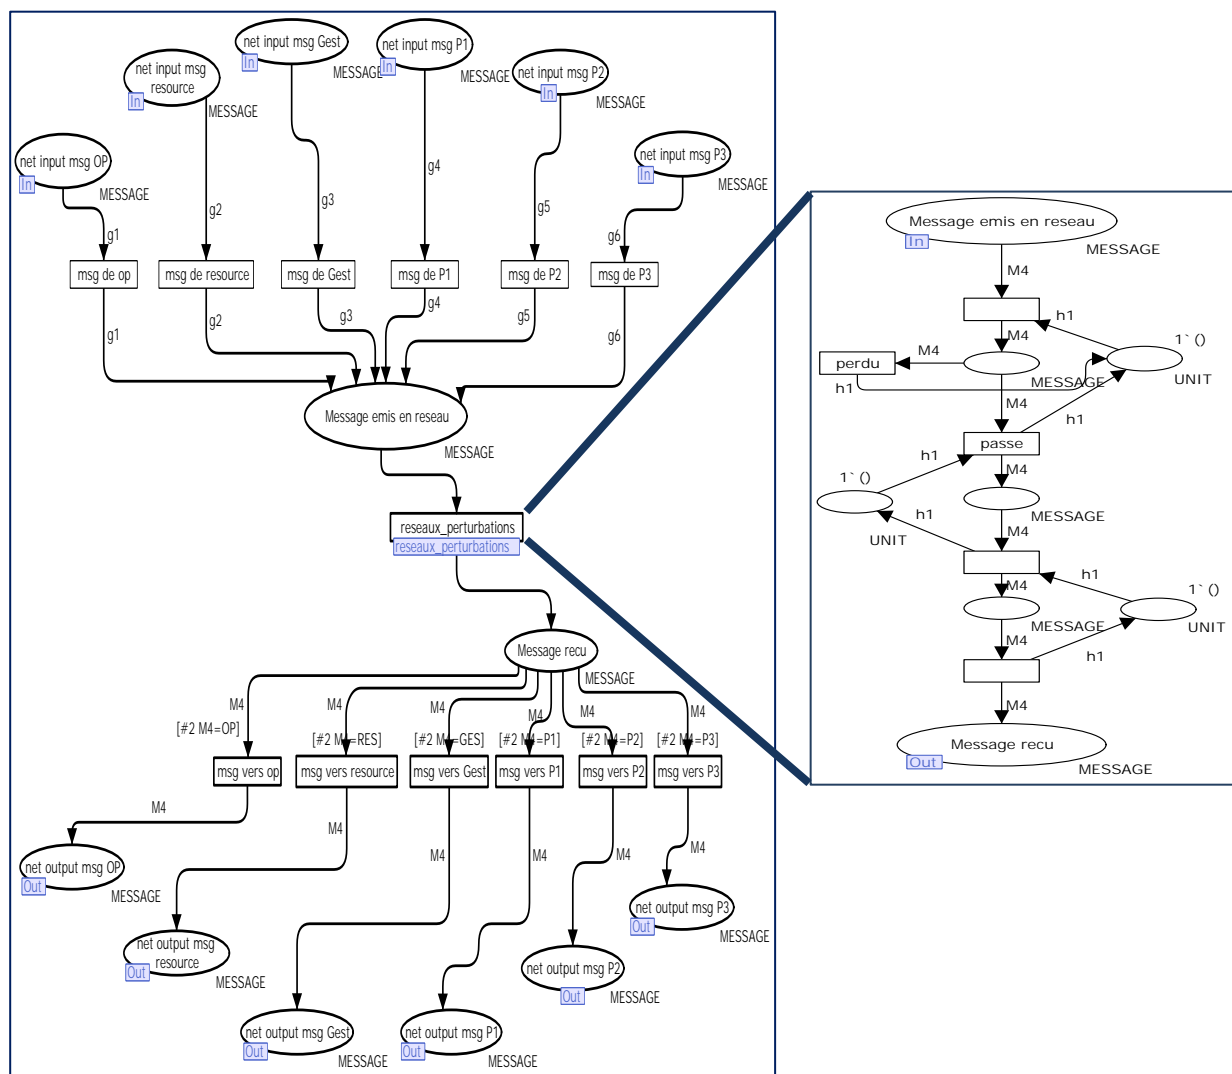 net input msg Gest
In
MESSAGE
net input msg P1
In
MESSAGE
net input msg
resource
In
MESSAGE
net input msg P2
In
MESSAGE
net input msg OP
In
MESSAGE
net input msg P3
In
MESSAGE
g1
g2
g3
g4
g5
g6
msg de op
msg de resource
msg de Gest
msg de P1
msg de P2
msg de P3
g1
g2
g3
g4
g5
g6
Message emis en reseau
MESSAGE
reseaux_perturbations
reseaux_perturbations
Message recu
MESSAGE
M4
M4
M4
M4
M4
M4
[#2 M4=OP]
[#2 M4=RES]
[#2 M4=GES]
[#2 M4=P1]
[#2 M4=P2]
[#2 M4=P3]
msg vers op
msg vers resource
msg vers Gest
msg vers P1
msg vers P2
msg vers P3
M4
M4
M4
M4
M4
M4
net output msg OP
Out
MESSAGE
net output msg P3
Out
MESSAGE
net output msg
resource
Out
MESSAGE
net output msg P2
Out
MESSAGE
net output msg Gest
Out
MESSAGE
net output msg P1
Out
MESSAGE
Message emis en reseau
In
MESSAGE
M4
h1
M4
1`()
M4
perdu
MESSAGE
UNIT
h1
M4
h1
passe
h1
M4
1`()
h1
MESSAGE
UNIT
M4
h1
M4
1`()
MESSAGE
UNIT
M4
h1
M4
Message recu
Out
MESSAGE